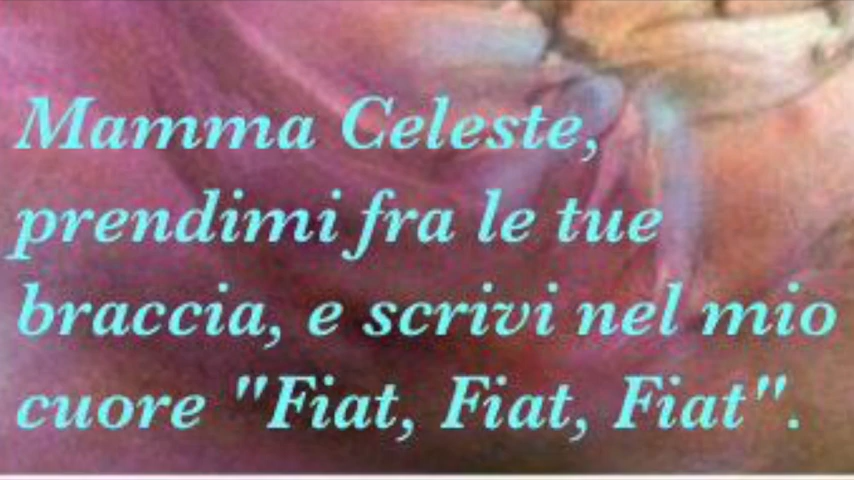 Mamma Celeste,
prendimi fra le tue
braccia, e scrivi nel mio
cuore "Fiat, Fiat, Fiat".